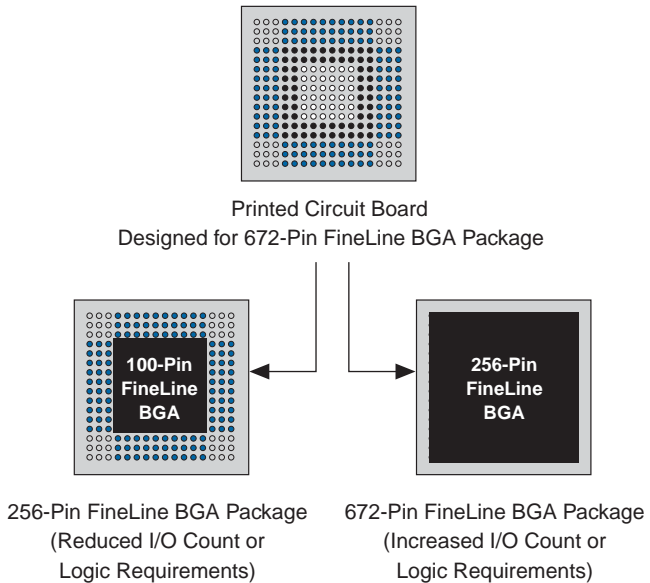 Printed Circuit Board
Designed for 672-Pin FineLine BGA Package
100-Pin
FineLine
BGA
256-Pin
FineLine
BGA
256-Pin FineLine BGA Package
(Reduced I/O Count or
Logic Requirements)
672-Pin FineLine BGA Package
(Increased I/O Count or
Logic Requirements)